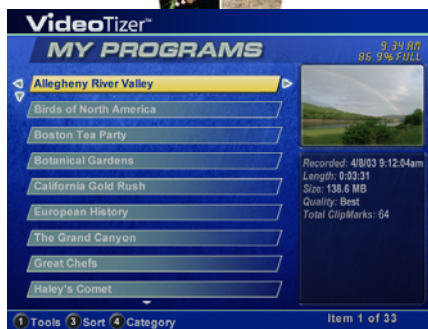 VideoTizer™
MY PROGRAMS
9:34 AM
86.9% FULL
Allegheny River Valley
Birds of North America
Boston Tea Party
Botanical Gardens
California Gold Rush
European History
The Grand Canyon
Great Chefs
Haley's Comet
Recorded: 4/8/03 9:12:04am
Length: 0:03:31
Size: 138.6 MB
Quality: Best
Total ClipMarks: 64
1 Tools 3 Sort 4 Category
Item 1 of 33